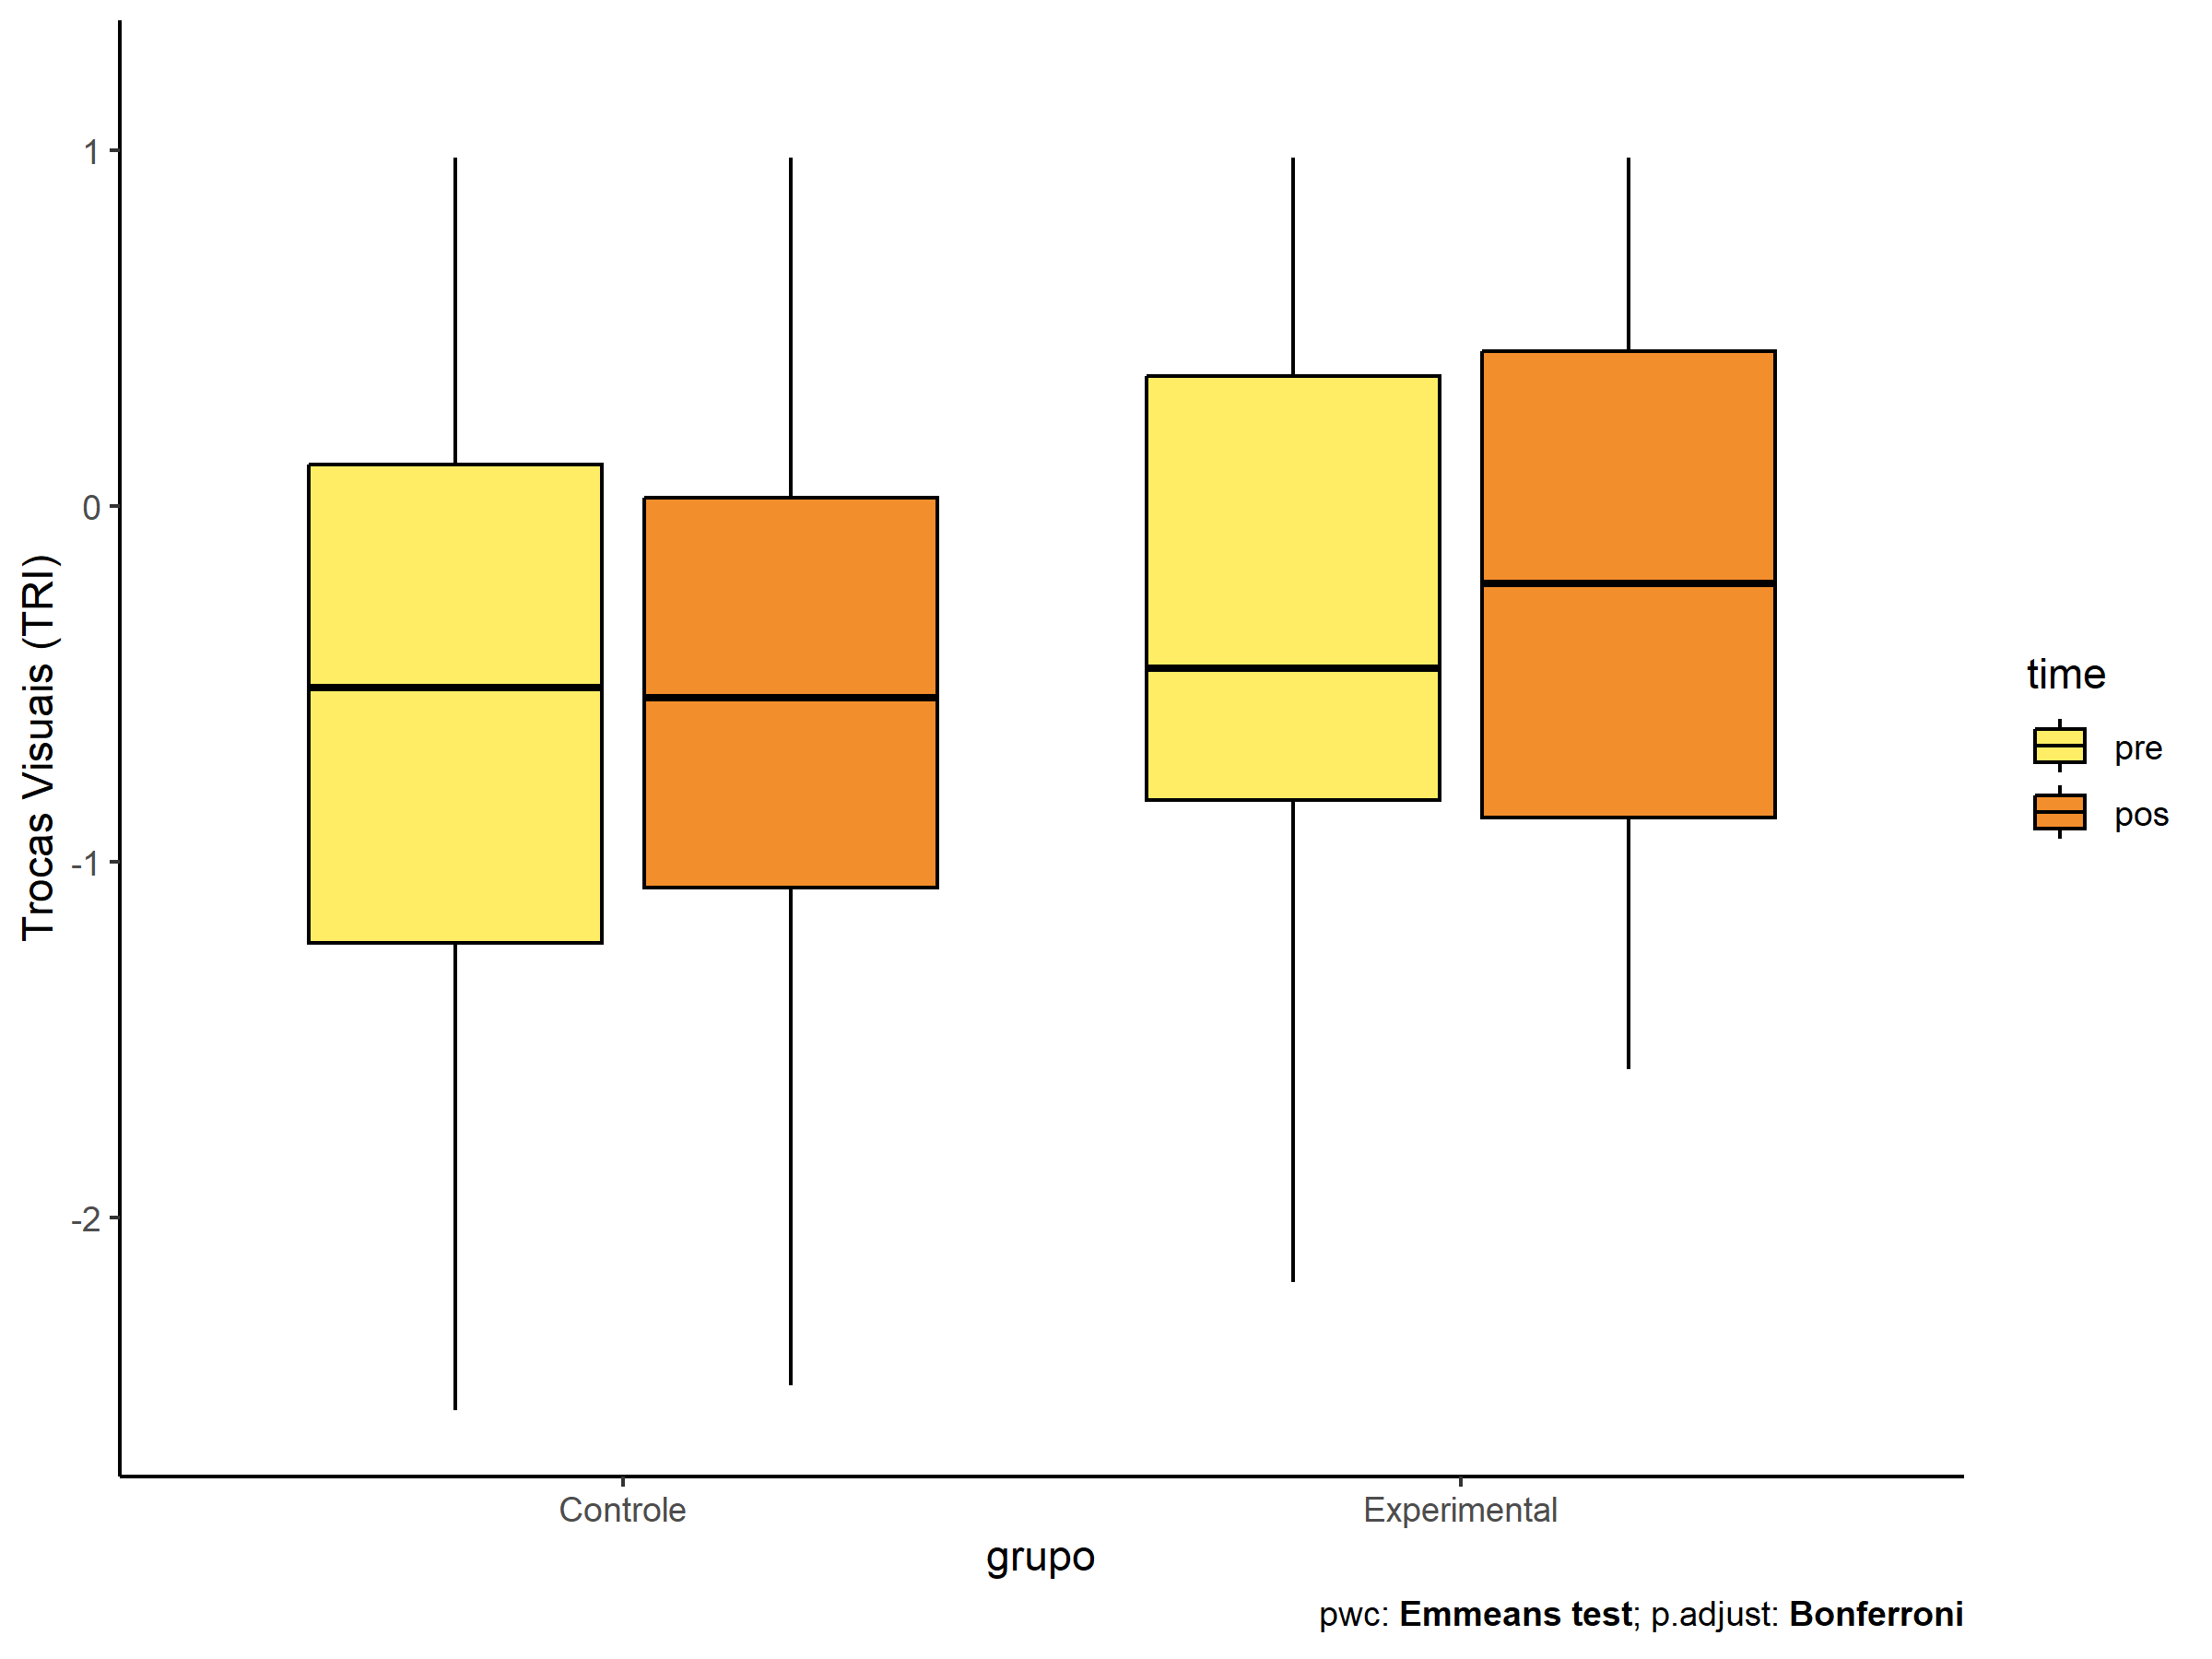 Trocas Visuais (TRI)
1
0
-1
-2
Controle
Experimental
grupo
time
pre
pos
pwc: Emmeans test; p.adjust: Bonferroni